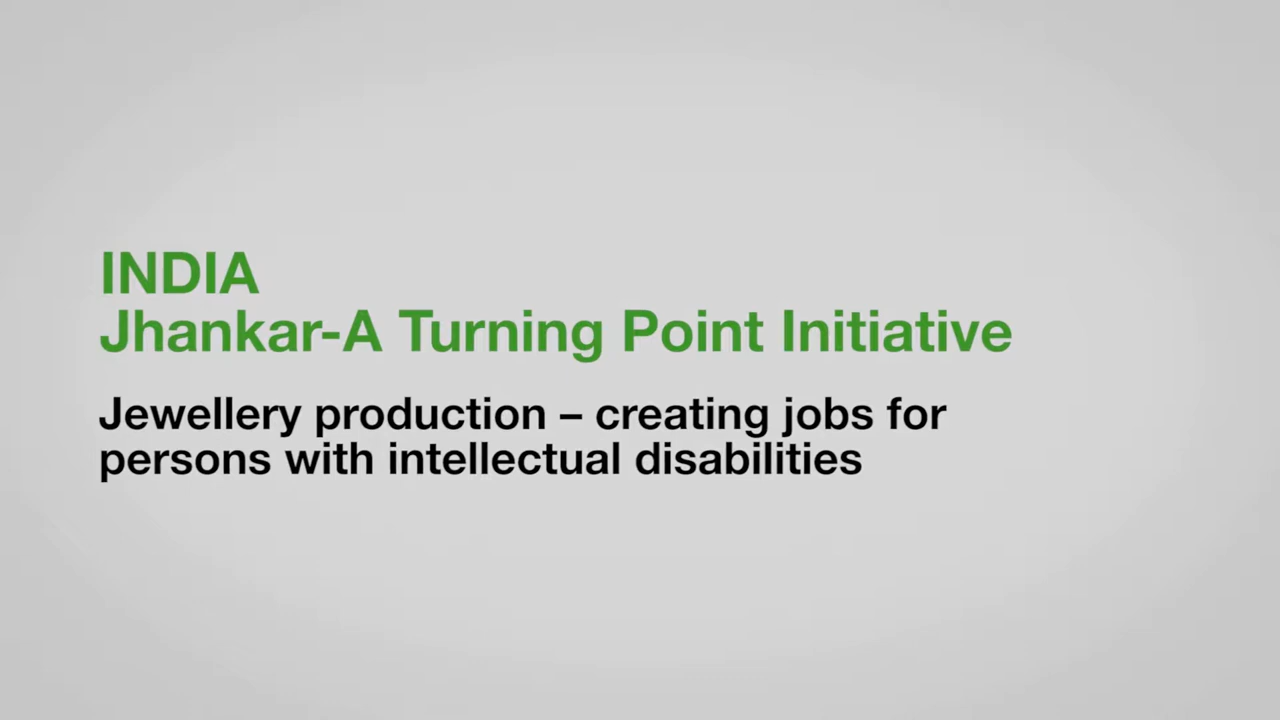 INDIA
Jhankar-A Turning Point Initiative
Jewellery production – creating jobs for
persons with intellectual disabilities